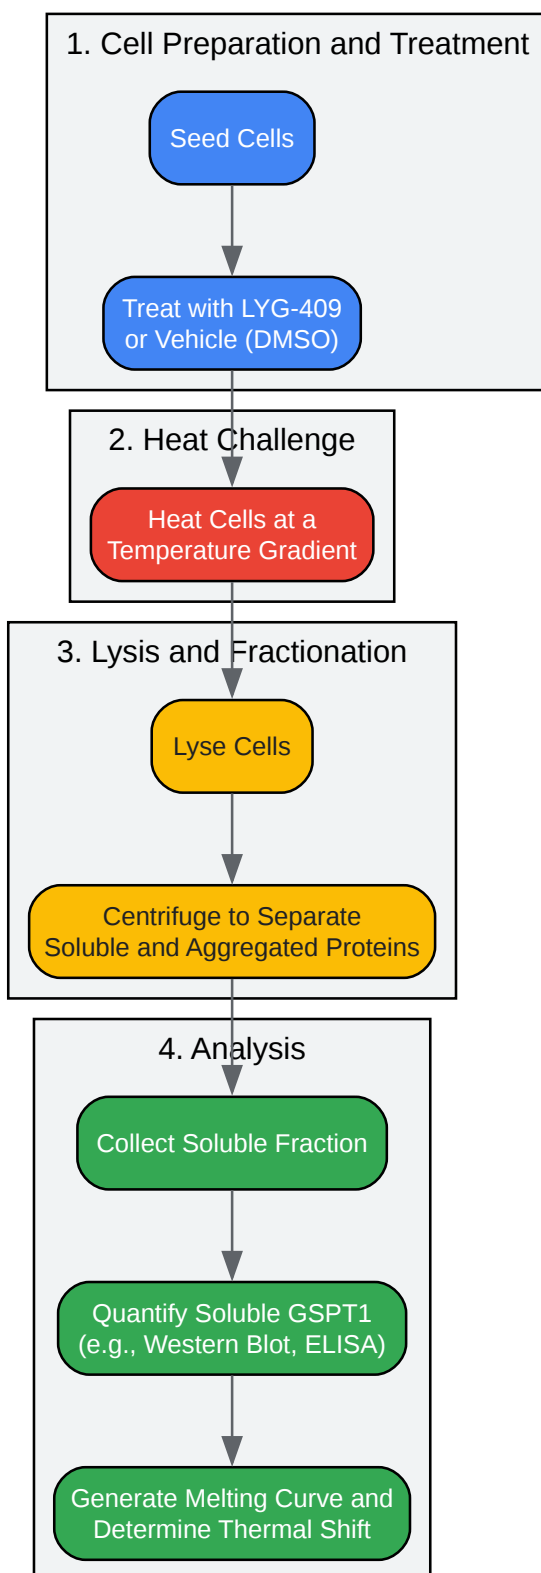 1. Cell Preparation and Treatment
Seed Cells
Treat with LYG-409
or Vehicle (DMSO)
2. Heat Challenge
Heat Cells at a
Temperature Gradient
3. Lysis and Fractionation
Lyse Cells
Centrifuge to Separate
Soluble and Aggregated Proteins
4. Analysis
Collect Soluble Fraction
Quantify Soluble GSPT1
(e.g., Western Blot, ELISA)
Generate Melting Curve and
Determine Thermal Shift